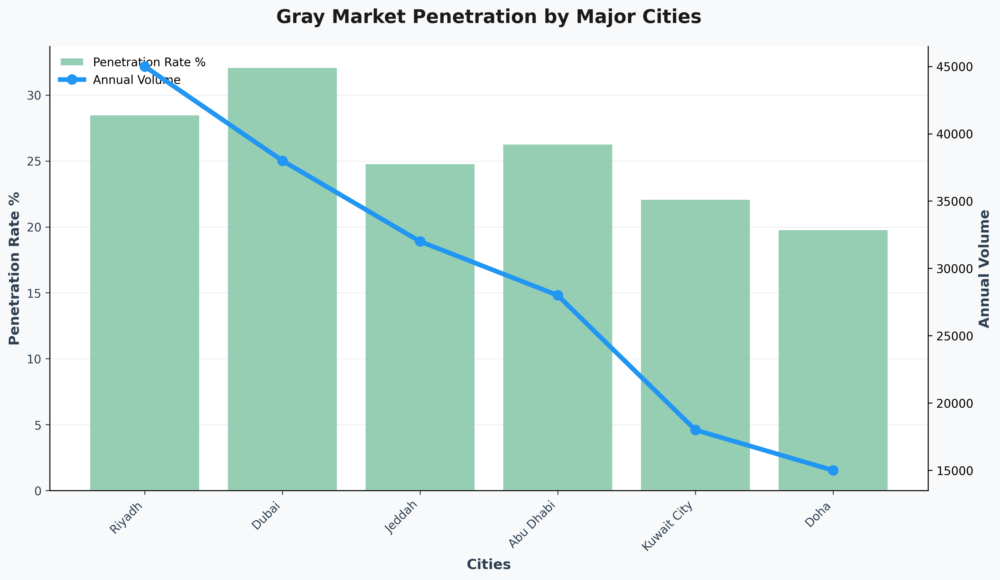 Gray Market Penetration by Major Cities
Penetration Rate %
Annual Volume
Penetration Rate %
30
25
20
15
10
5
0
45000
40000
35000
30000
25000
20000
15000
Annual Volume
Riyadh
Dubai
Jeddah
Abu Dhabi
Kuwait City
Doha
Cities